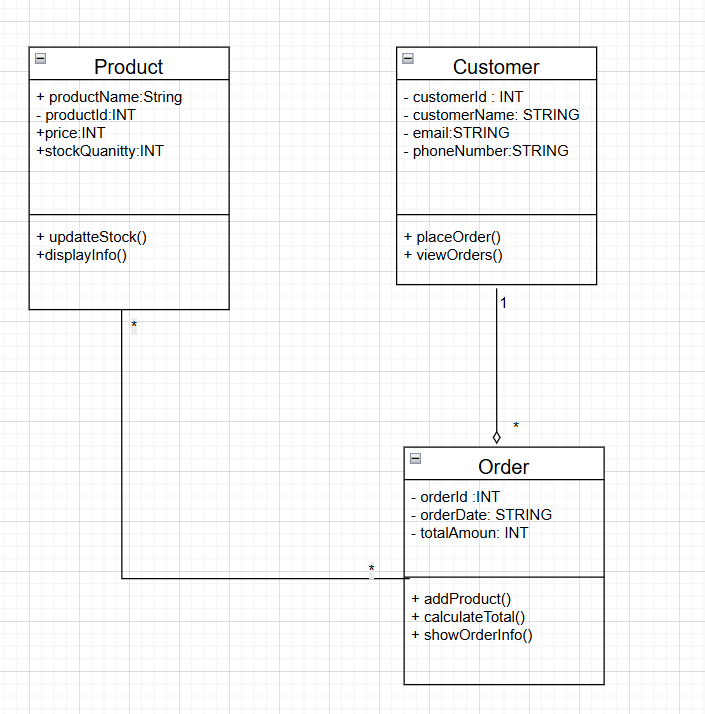 Product
+ productName:String
- productId:INT
+price:INT
+stockQuanitty:INT
+ updatteStock()
+displayInfo()
*
Customer
- customerId : INT
- customerName: STRING
- email:STRING
- phoneNumber:STRING
+ placeOrder()
+ viewOrders()
1
*
Order
- orderId :INT
- orderDate: STRING
- totalAmoun: INT
*
+ addProduct()
+ calculateTotal()
+ showOrderInfo()